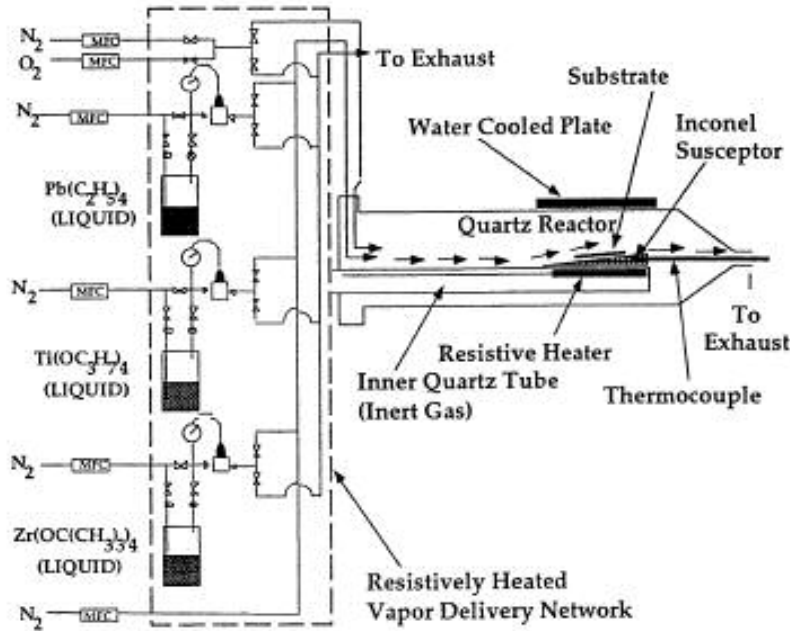 N2 MFC
O2 MFC
To Exhaust
N2 MFC
Pb(C2H5)4
(LIQUID)
N2 MFC
Ti(OC3H7)4
(LIQUID)
N2 MFC
Zr(OC(CH3)3)4
(LIQUID)
N2 MFC
Substrate
Water Cooled Plate
Inconel
Susceptor
Quartz Reactor
To
Exhaust
Resistive Heater
Inner Quartz Tube
(Inert Gas)
Thermocouple
Resistively Heated
Vapor Delivery Network